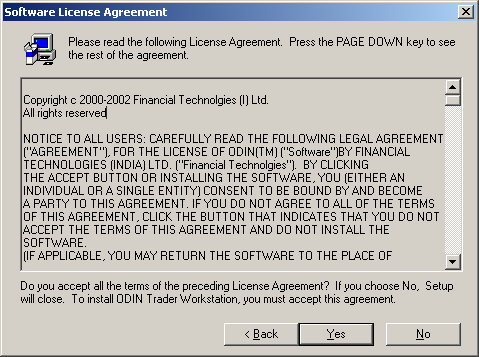 Software License Agreement
Please read the following License Agreement.  Press the PAGE DOWN key to see
the rest of the agreement.
Copyright c 2000-2002 Financial Technolgies (I) Ltd.
All rights reserved
NOTICE TO ALL USERS: CAREFULLY READ THE FOLLOWING LEGAL AGREEMENT
("AGREEMENT"), FOR THE LICENSE OF ODIN(TM) ("Software")BY FINANCIAL
TECHNOLOGIES (INDIA) LTD. ("Financial Technolgies").  BY CLICKING
THE ACCEPT BUTTON OR INSTALLING THE SOFTWARE, YOU (EITHER AN
INDIVIDUAL OR A SINGLE ENTITY) CONSENT TO BE BOUND BY AND BECOME
A PARTY TO THIS AGREEMENT. IF YOU DO NOT AGREE TO ALL OF THE TERMS
OF THIS AGREEMENT, CLICK THE BUTTON THAT INDICATES THAT YOU DO NOT
ACCEPT THE TERMS OF THIS AGREEMENT AND DO NOT INSTALL THE
SOFTWARE.
(IF APPLICABLE, YOU MAY RETURN THE SOFTWARE TO THE PLACE OF
Do you accept all the terms of the preceding License Agreement?  If you choose No,  Setup
will close.  To install ODIN Trader Workstation, you must accept this agreement.
< Back
Yes
No